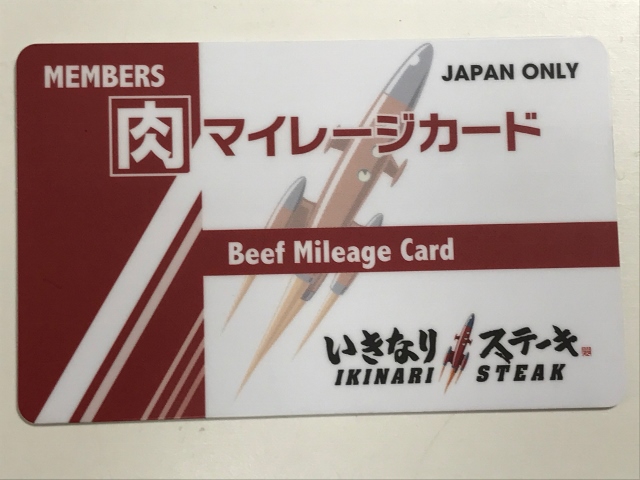 MEMBERS
JAPAN ONLY
肉マイレージカード
Beef Mileage Card
いきなりステーキ
IKINARI STEAK